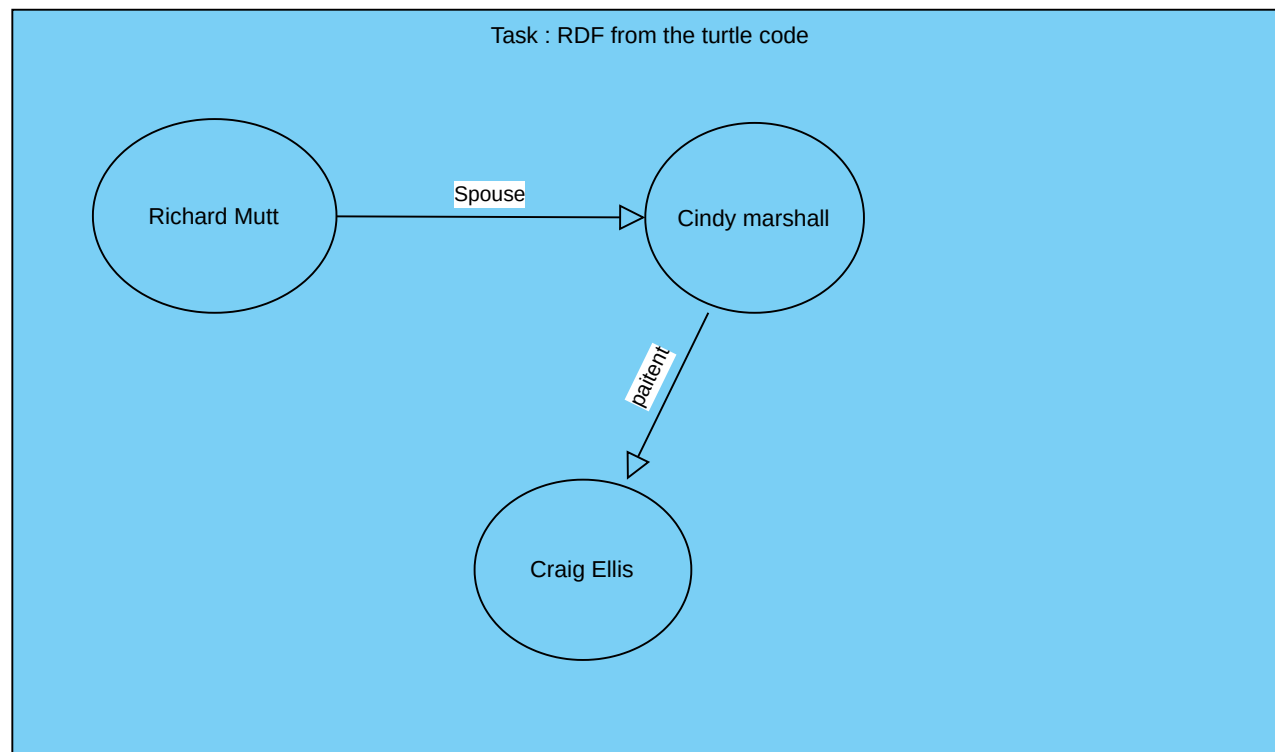 Task : RDF from the turtle code
Spouse
Richard Mutt
Cindy marshall
paitent
Craig Ellis